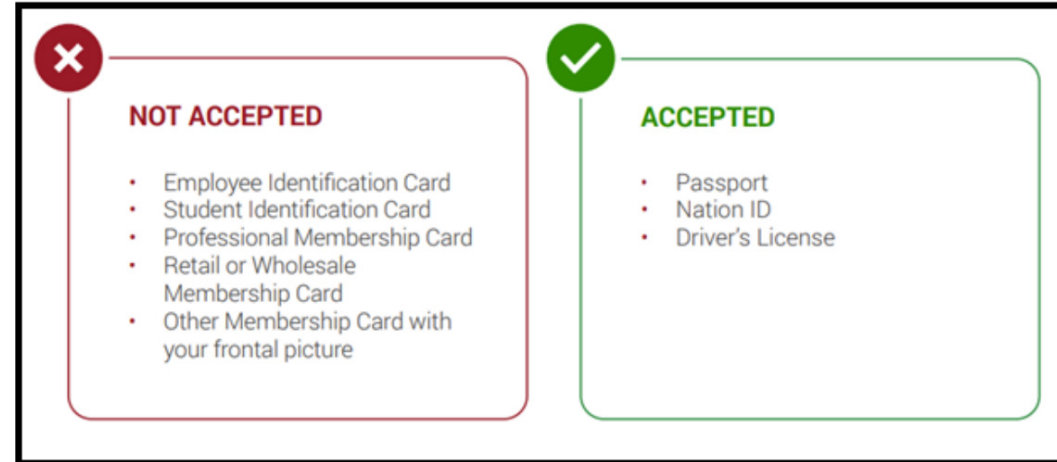 NOT ACCEPTED
• Employee Identification Card
• Student Identification Card
• Professional Membership Card
• Retail or Wholesale
Membership Card
• Other Membership Card with
your frontal picture
ACCEPTED
• Passport
• Nation ID
• Driver's License